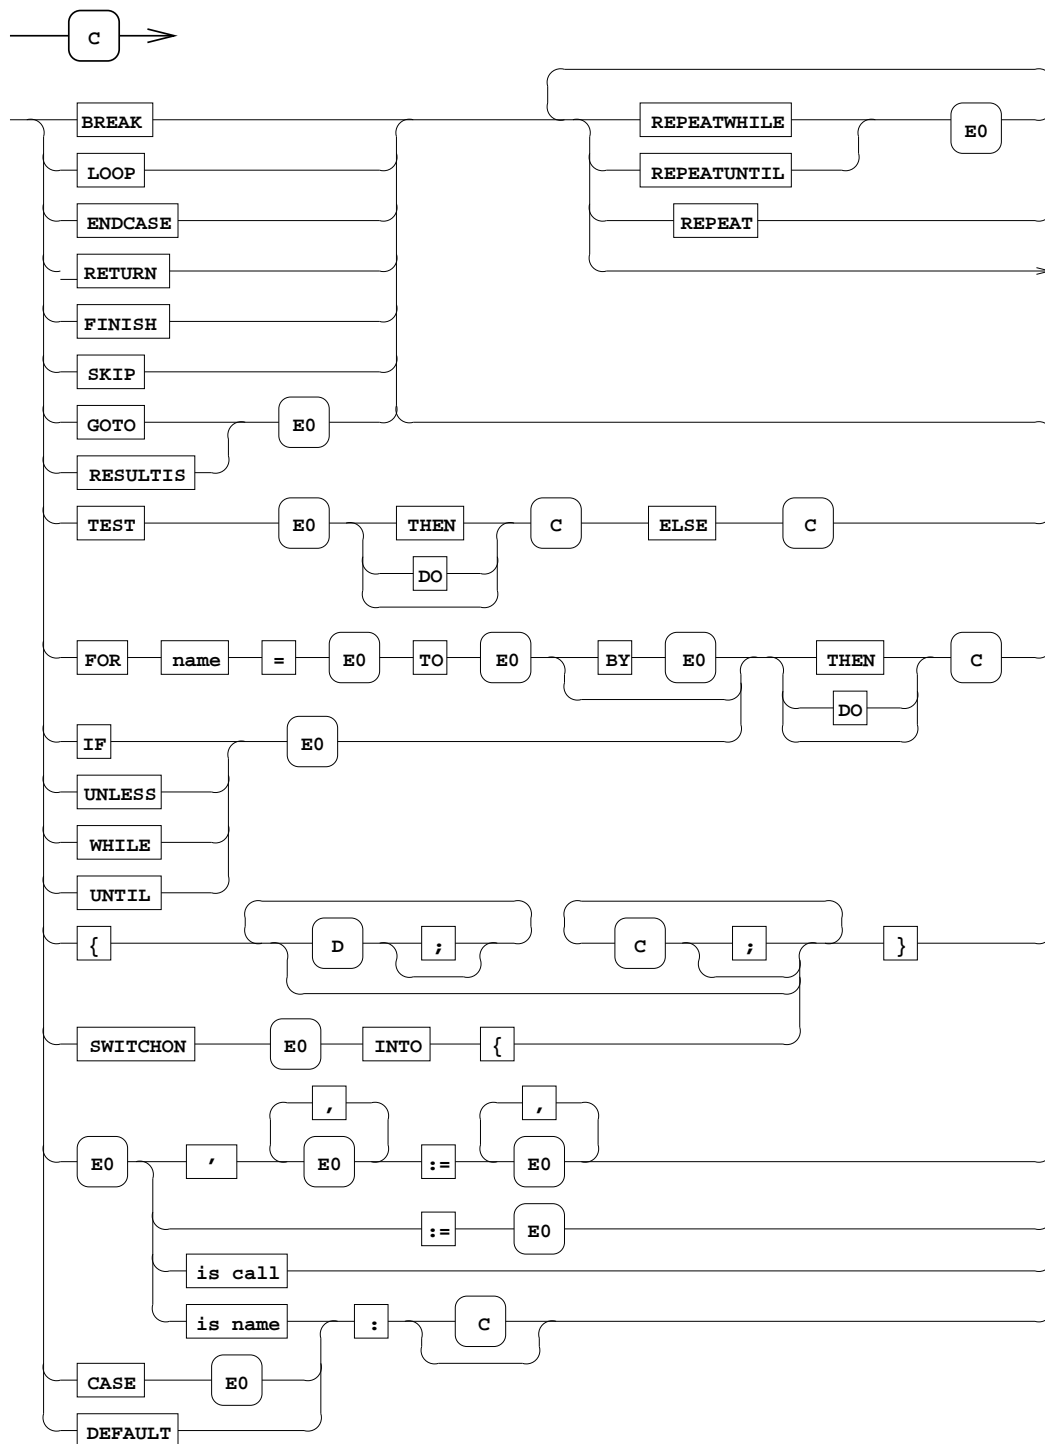 C
BREAK REPEATWHILE E0
LOOP REPEATUNTIL
ENDCASE REPEAT
RETURN
FINISH
SKIP
GOTO E0
RESULTIS
TEST E0 THEN C ELSE C
DO
FOR name = E0 TO E0 BY E0 THEN C
DO
IF E0
UNLESS
WHILE
UNTIL
{ D ; C ; }
SWITCHON E0 INTO {
, ,
E0 , E0 := E0
:= E0
is call
is name : C
CASE E0
DEFAULT